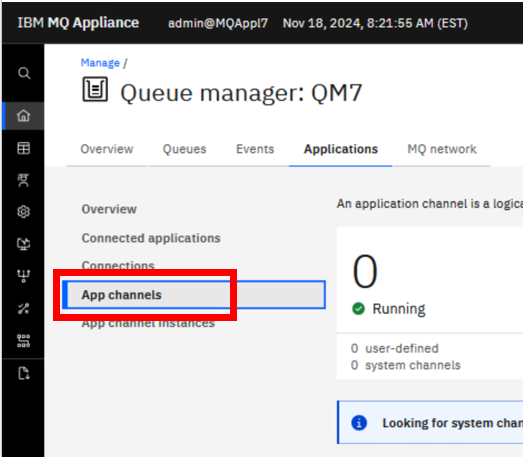 IBM MQ Appliance admin@MQAppl7 Nov 18, 2024, 8:21:55 AM (EST)
Manage /
Queue manager: QM7
Overview Queues Events Applications MQ network
Overview
Connected applications
Connections
App channels
App channel instances
An application channel is a logica
0
Running
0 user-defined
0 system channels
Looking for system chan